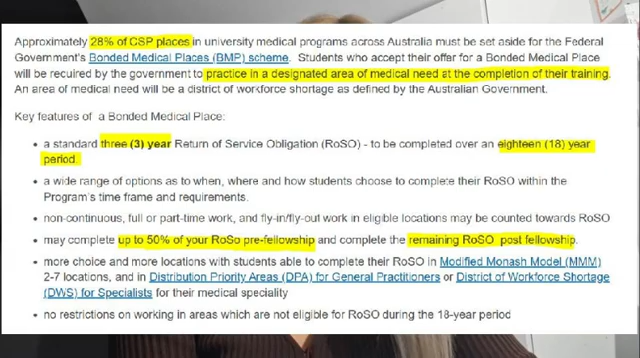 Approximately 28% of CSP places in university medical programs across Australia must be set aside for the Federal
Government's Bonded Medical Places (BMP) scheme. Students who accept their offer for a Bonded Medical Place
will be required by the government to practice in a designated area of medical need at the completion of their training.
An area of medical need will be a district of workforce shortage as defined by the Australian Government.
Key features of a Bonded Medical Place:
• a standard three (3) year Return of Service Obligation (RoSO) - to be completed over an eighteen (18) year
period.
• a wide range of options as to when, where and how students choose to complete their RoSO within the
Program's time frame and requirements.
• non-continuous, full or part-time work, and fly-in/fly-out work in eligible locations may be counted towards RoSO
• may complete up to 50% of your RoSo pre-fellowship and complete the remaining RoSO post fellowship.
• more choice and more locations with students able to complete their RoSO in Modified Monash Model (MMM)
2-7 locations, and in Distribution Priority Areas (DPA) for General Practitioners or District of Workforce Shortage
(DWS) for Specialists for their medical speciality
• no restrictions on working in areas which are not eligible for RoSO during the 18-year period